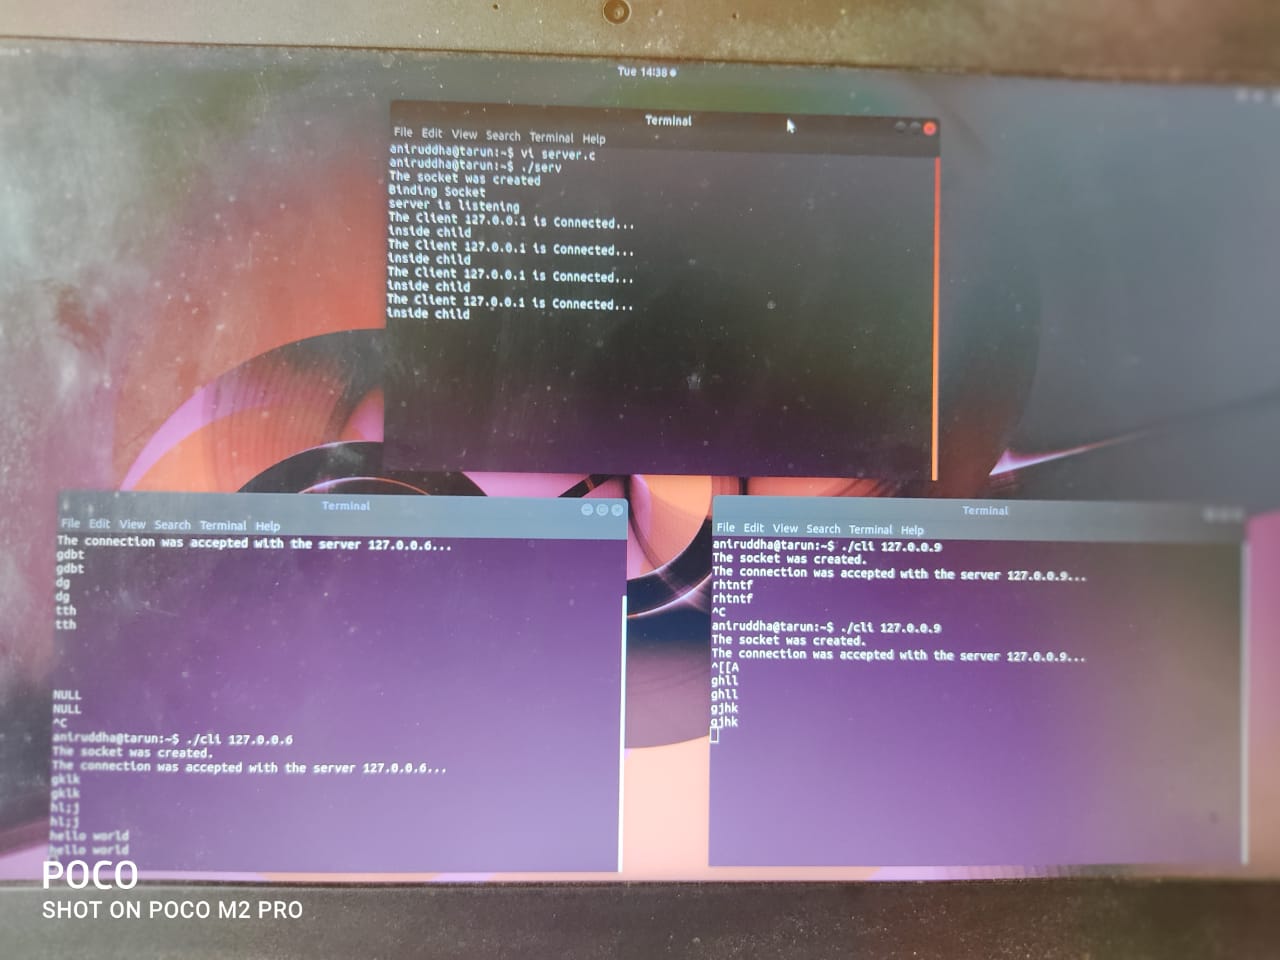 Tue 14:38
Terminal
File Edit View Search Terminal Help
aniruddha@tarun:~$ vi server.c
aniruddha@tarun:~$ ./serv
The socket was created
Binding Socket
server is listening
The Client 127.0.0.1 is Connected...
inside child
The Client 127.0.0.1 is Connected...
inside child
The Client 127.0.0.1 is Connected...
inside child
The Client 127.0.0.1 is Connected...
inside child
Terminal
File Edit View Search Terminal Help
The connection was accepted with the server 127.0.0.6...
gdbt
gdbt
dg
dg
tth
tth
NULL
NULL
^C
aniruddha@tarun:~$ ./cli 127.0.0.6
The socket was created.
The connection was accepted with the server 127.0.0.6...
gklk
gklk
hl;j
hl;j
hello world
hello world
Terminal
File Edit View Search Terminal Help
aniruddha@tarun:~$ ./cli 127.0.0.9
The socket was created.
The connection was accepted with the server 127.0.0.9...
rhtntf
rhtntf
^C
aniruddha@tarun:~$ ./cli 127.0.0.9
The socket was created.
The connection was accepted with the server 127.0.0.9...
^[[A
ghll
ghll
gjhk
gjhk
POCO
SHOT ON POCO M2 PRO